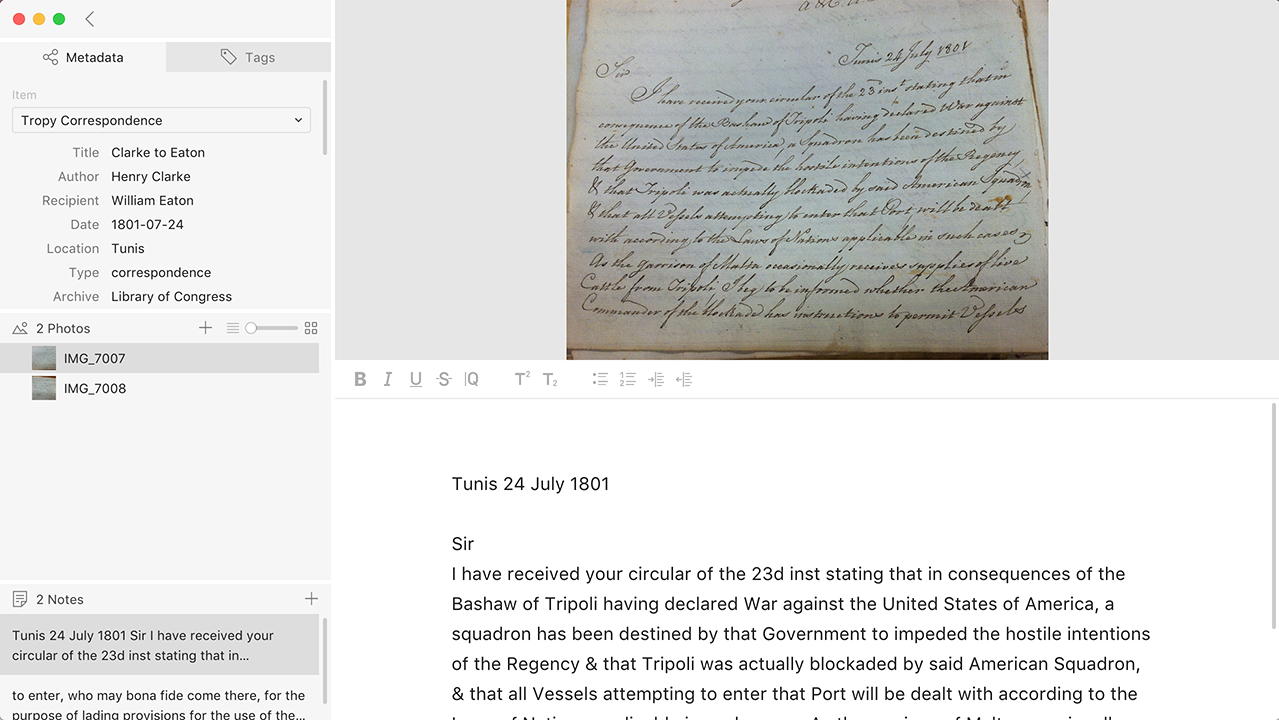 Metadata
Tags
Item
Tropy Correspondence
Title Clarke to Eaton
Author Henry Clarke
Recipient William Eaton
Date 1801-07-24
Location Tunis
Type correspondence
Archive Library of Congress
2 Photos
IMG_7007
IMG_7008
2 Notes
Tunis 24 July 1801 Sir I have received your
circular of the 23d inst stating that in...
to enter, who may bona fide come there, for the
purpose of lading provisions for the use of the...
Tunis 24 July 1801
Sir
I have received your circular of the 23 inst stating that in
consequence of the Bashaw of Tripoli having declared War against
the United States of America, a Squadron has been destined by
that Government to impede the hostile intentions of the Regency
& that Tripoli was actually blockaded by said American Squadron
& that all Vessels attempting to enter that Port will be dealt
with according to the Laws of Nations applicable in such cases
As the garrison of Malta occasionally receives supplies of live
Cattle from Tripoli I beg to be informed whether the American
Commander of the blockade has instructions to permit Vessels
B I U S Q T2 T2
Tunis 24 July 1801
Sir
I have received your circular of the 23d inst stating that in consequences of the
Bashaw of Tripoli having declared War against the United States of America, a
squadron has been destined by that Government to impeded the hostile intentions
of the Regency & that Tripoli was actually blockaded by said American Squadron,
& that all Vessels attempting to enter that Port will be dealt with according to the